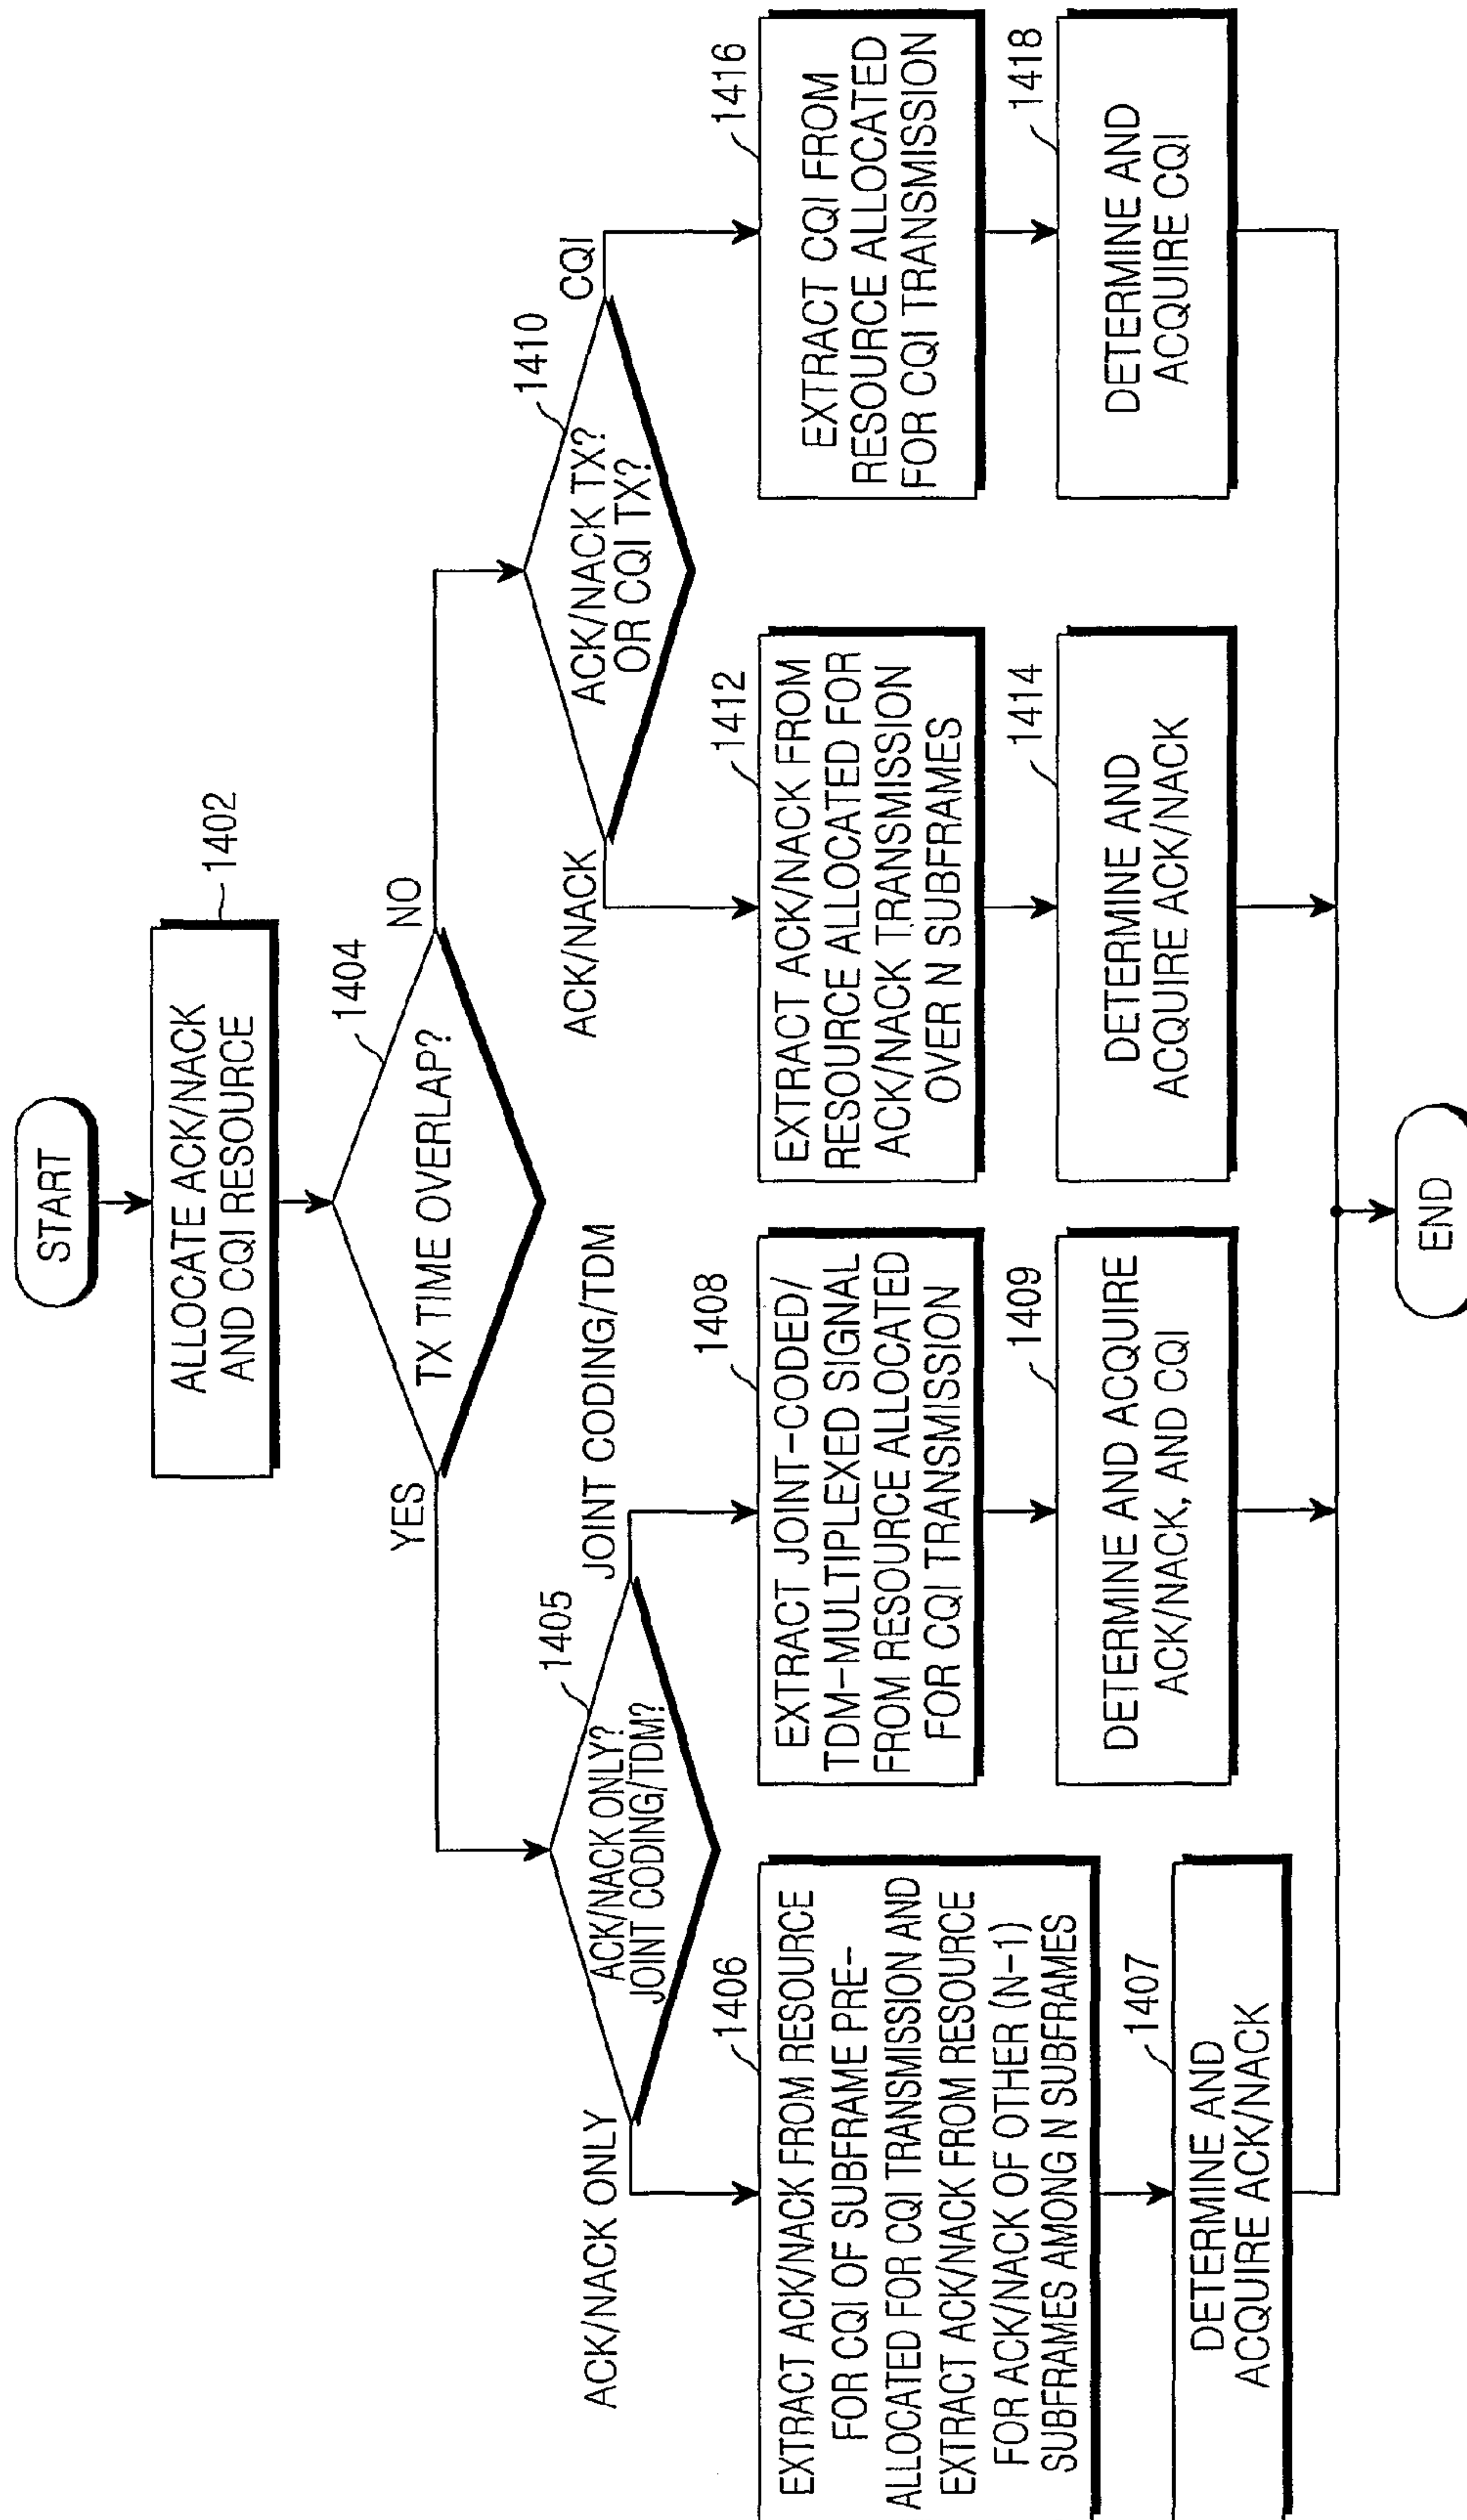 START
ALLOCATE ACK/NACK
AND CQI RESOURCE
1402
TX TIME OVERLAP?
1404
YES
NO
ACK/NACK ONLY?
JOINT CODING/TDM?
1405
ACK/NACK ONLY
JOINT CODING/TDM
ACK/NACK TX?
OR CQI TX?
1410
ACK/NACK
CQI
EXTRACT ACK/NACK FROM RESOURCE
FOR CQI OF SUBFRAME PRE-
ALLOCATED FOR CQI TRANSMISSION AND
EXTRACT ACK/NACK FROM RESOURCE
FOR ACK/NACK OF OTHER (N-1)
SUBFRAMES AMONG N SUBFRAMES
1406
DETERMINE AND
ACQUIRE ACK/NACK
1407
EXTRACT JOINT-CODED/
TDM-MULTIPLEXED SIGNAL
FROM RESOURCE ALLOCATED
FOR CQI TRANSMISSION
1408
DETERMINE AND ACQUIRE
ACK/NACK, AND CQI
1409
EXTRACT ACK/NACK FROM
RESOURCE ALLOCATED FOR
ACK/NACK TRANSMISSION
OVER N SUBFRAMES
1412
DETERMINE AND
ACQUIRE ACK/NACK
1414
EXTRACT CQI FROM
RESOURCE ALLOCATED
FOR CQI TRANSMISSION
1416
DETERMINE AND
ACQUIRE CQI
1418
END